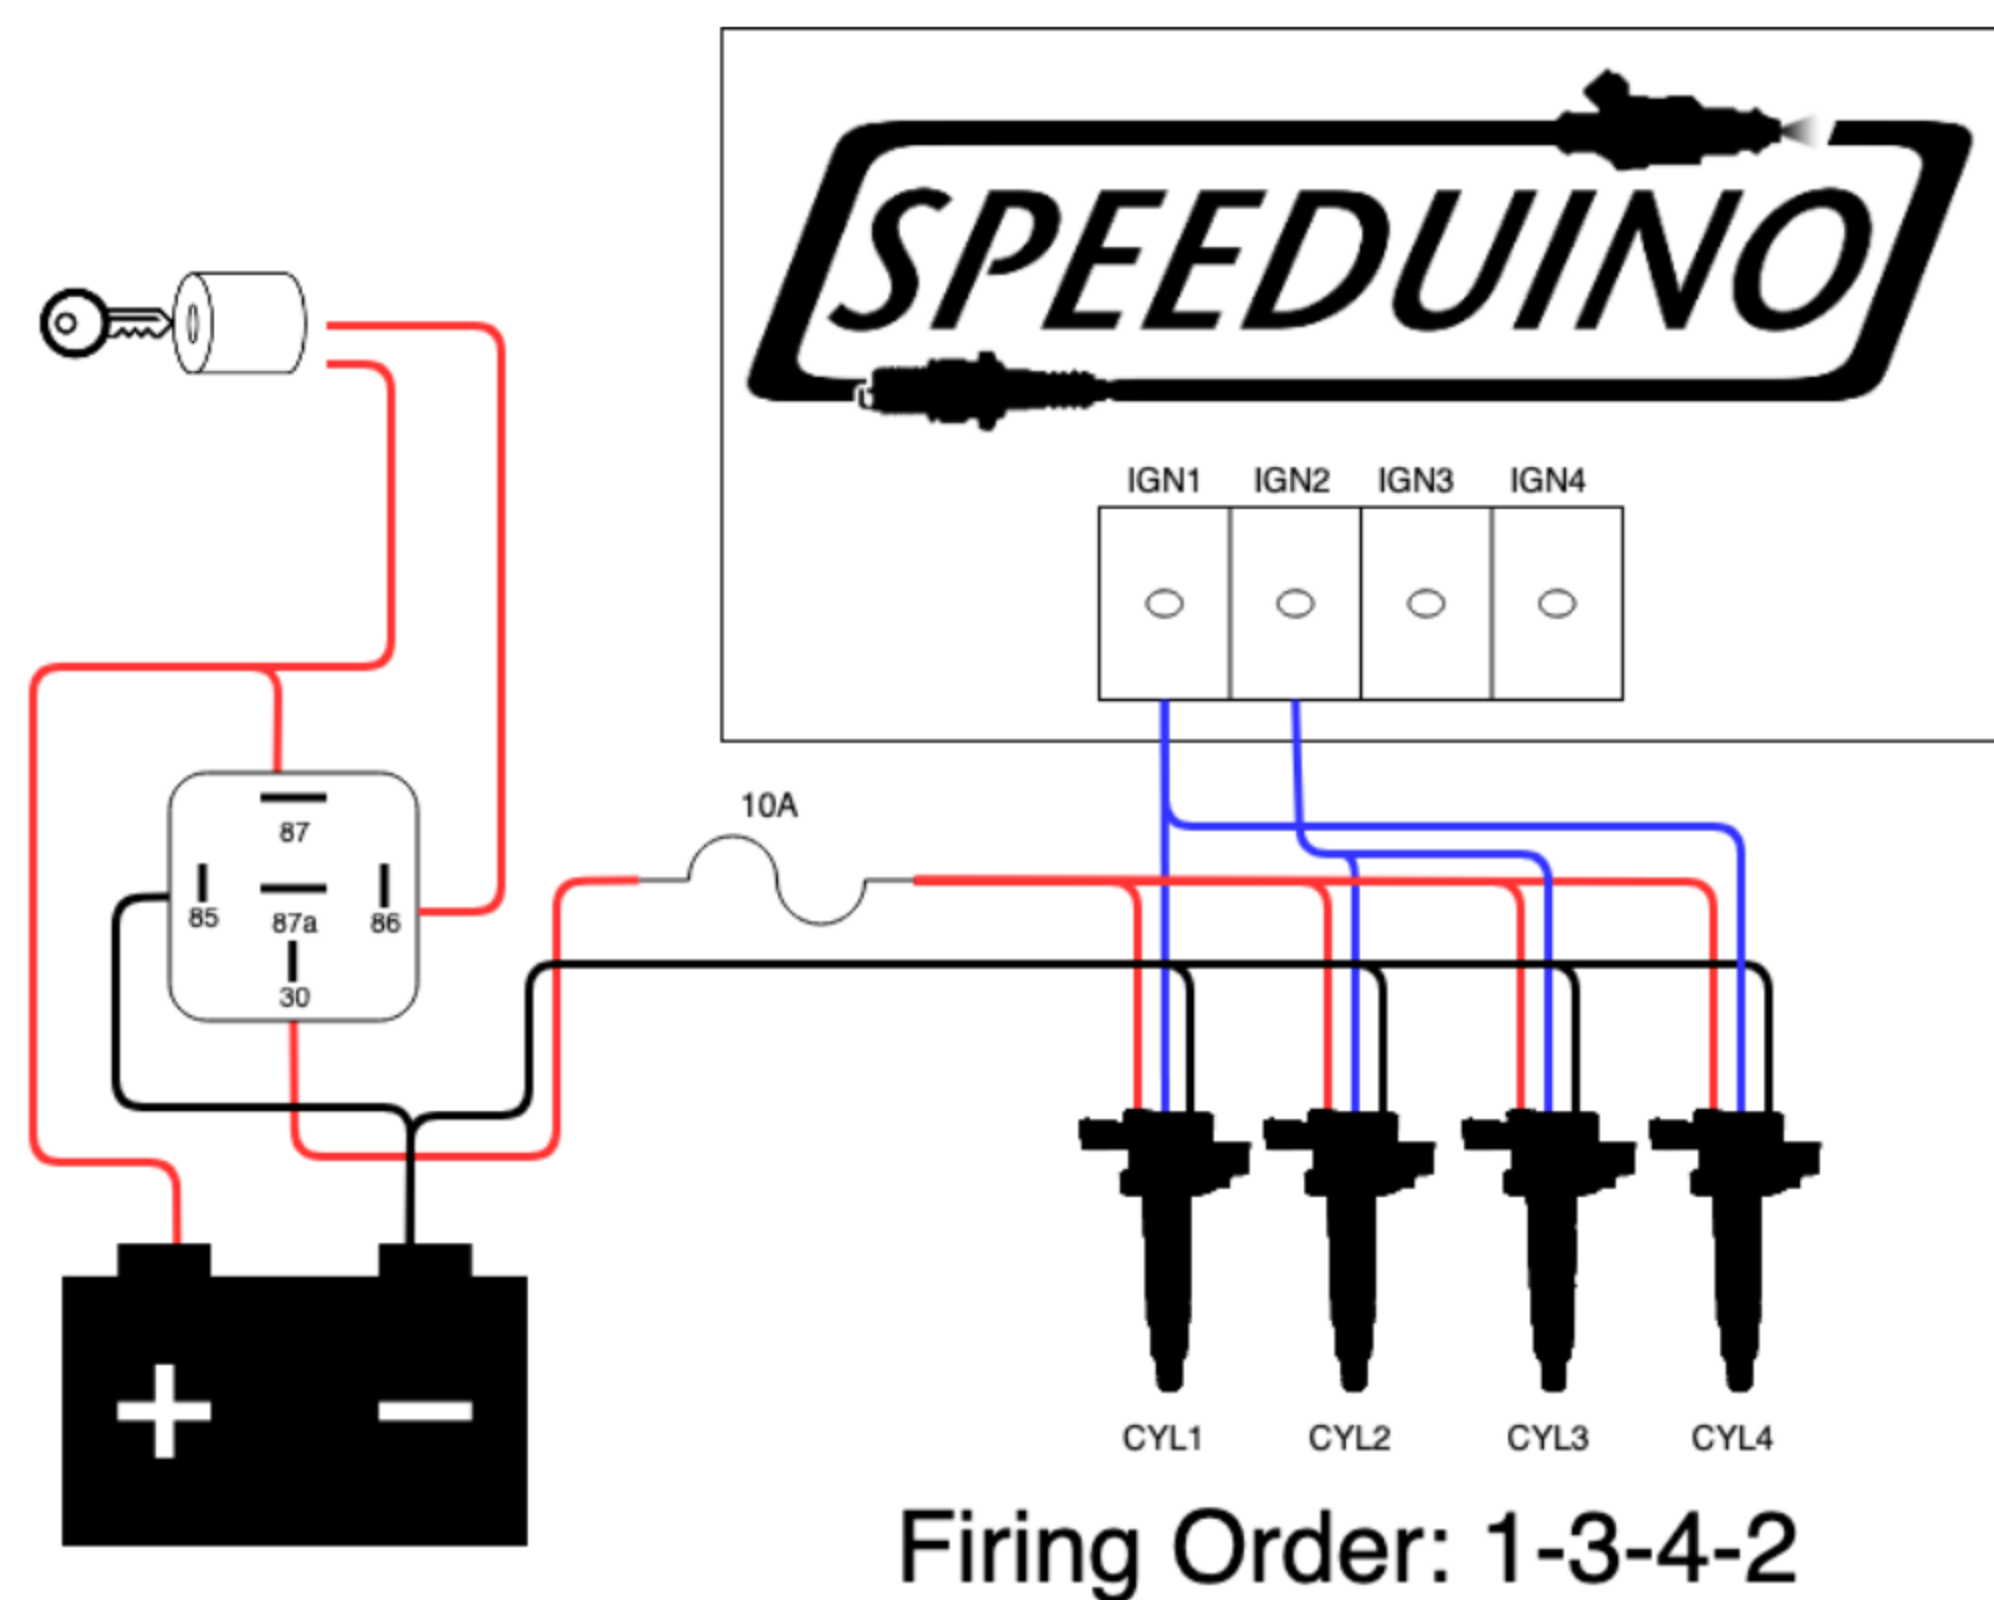 SPEEDUINO
IGN1 IGN2 IGN3 IGN4
10A
87
85 87a 86
30
+ −
CYL1 CYL2 CYL3 CYL4
Firing Order: 1-3-4-2